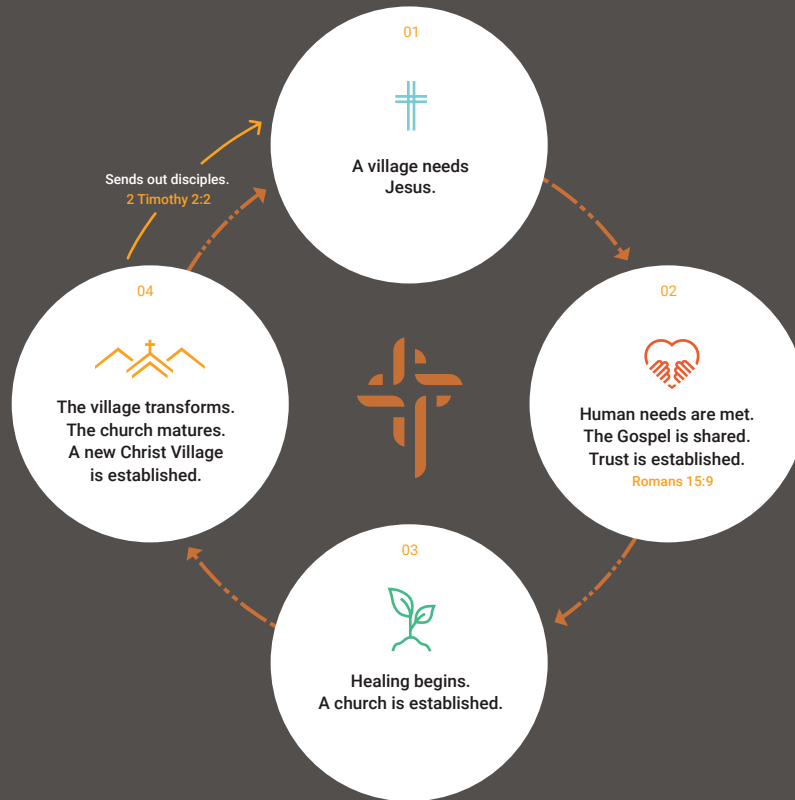 01
A village needs
Jesus.
Sends out disciples.
2 Timothy 2:2
02
Human needs are met.
The Gospel is shared.
Trust is established.
Romans 15:9
03
Healing begins.
A church is established.
04
The village transforms.
The church matures.
A new Christ Village
is established.